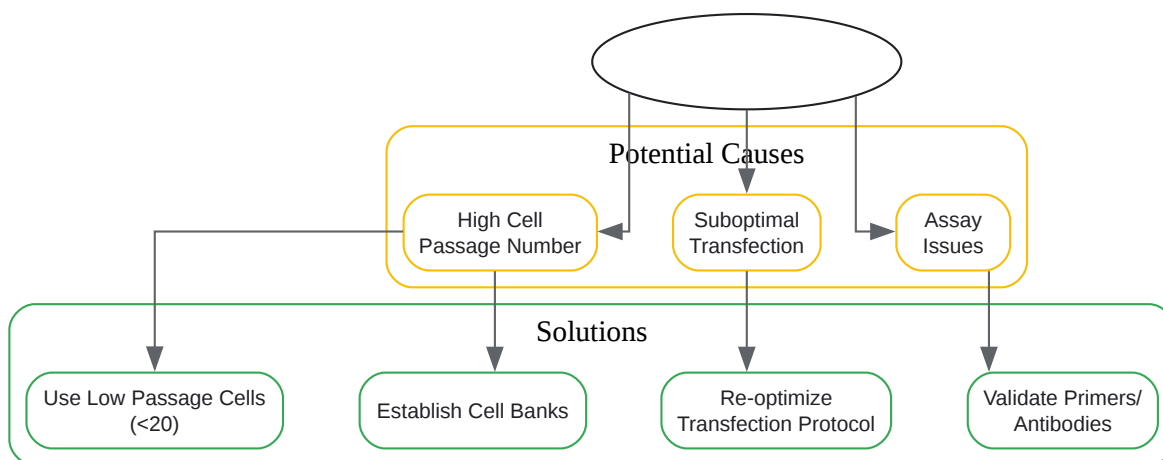 Potential Causes
High Cell
Passage Number
Suboptimal
Transfection
Assay
Issues
Solutions
Use Low Passage Cells
(<20)
Establish Cell Banks
Re-optimize
Transfection Protocol
Validate Primers/
Antibodies